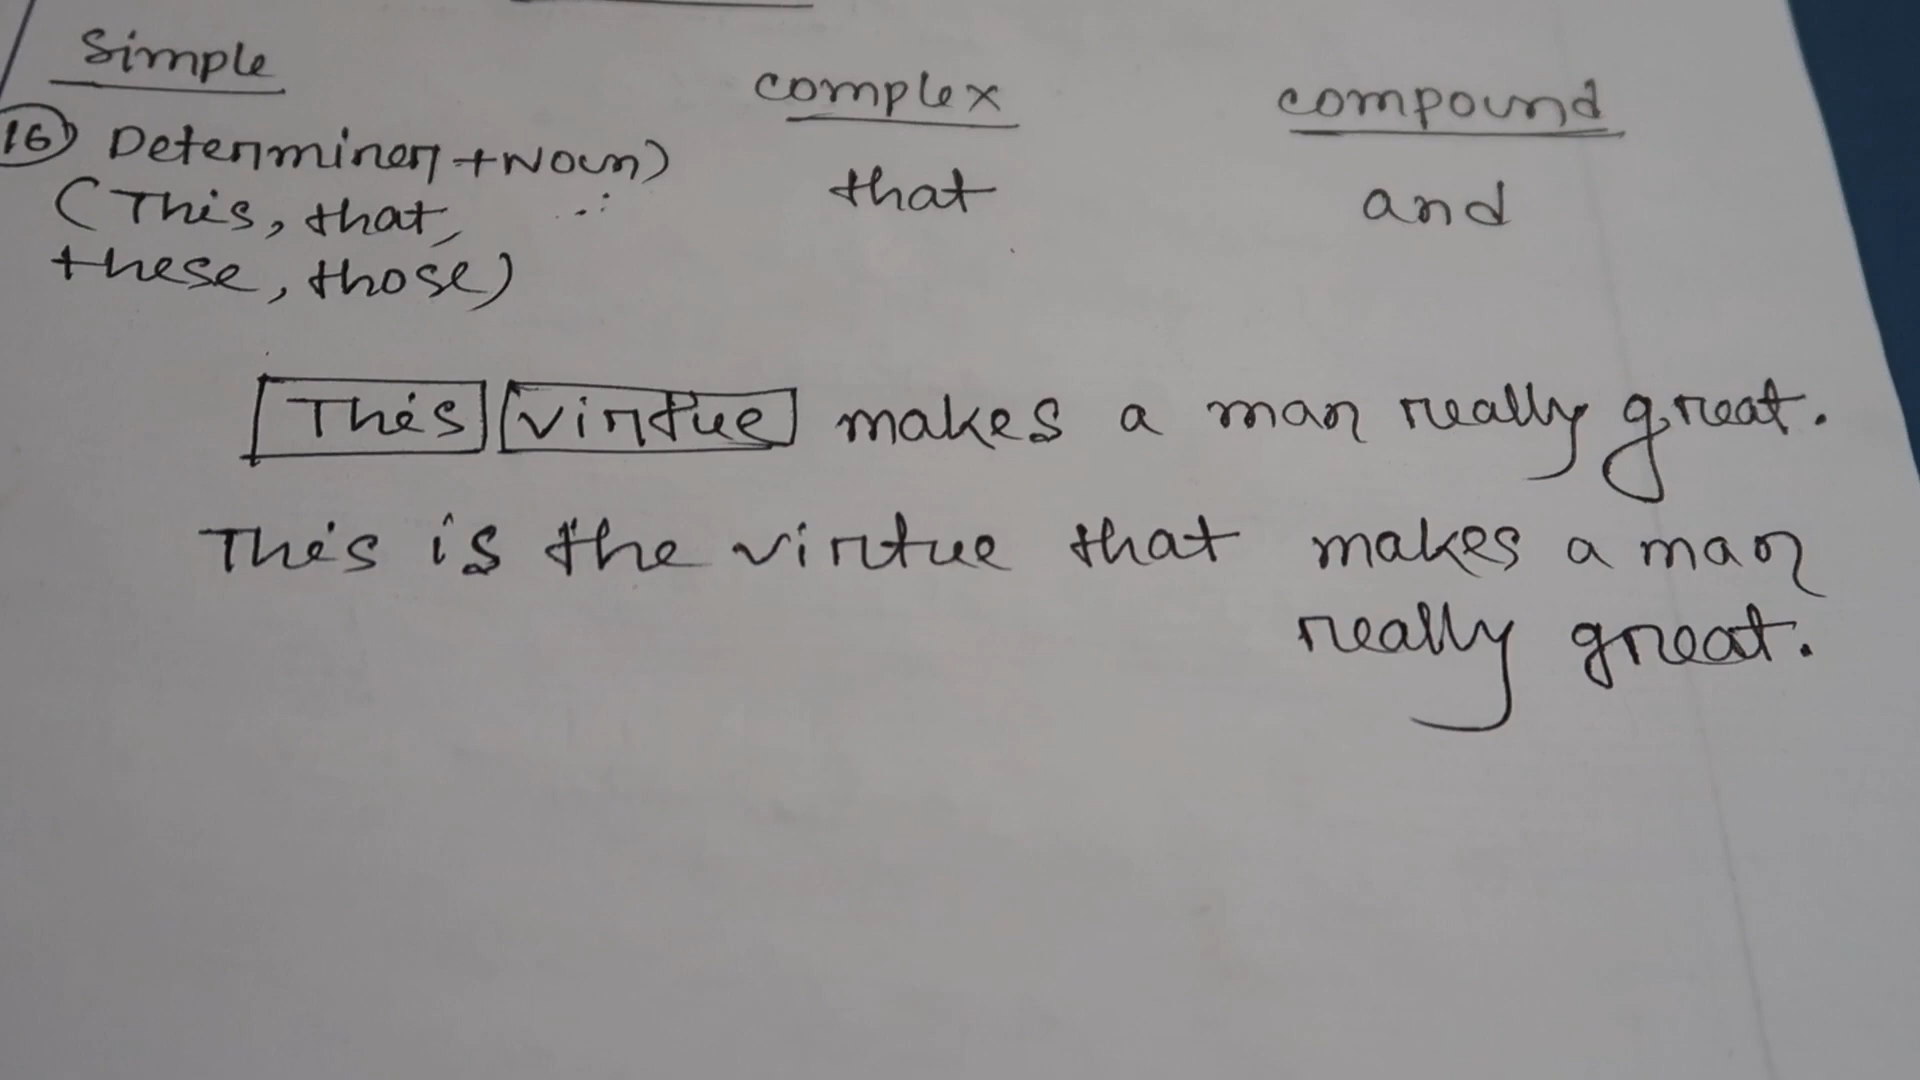 Simple complex compound
16) Determiner + Noun) that and
(This, that,
these, those)
This virtue makes a man really great.
This is the virtue that makes a man
really great.